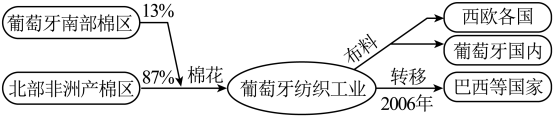 葡萄牙南部棉区
13%
北部非洲产棉区
87%
棉花
葡萄牙纺织工业
布料
西欧各国
葡萄牙国内
转移
2006年
巴西等国家